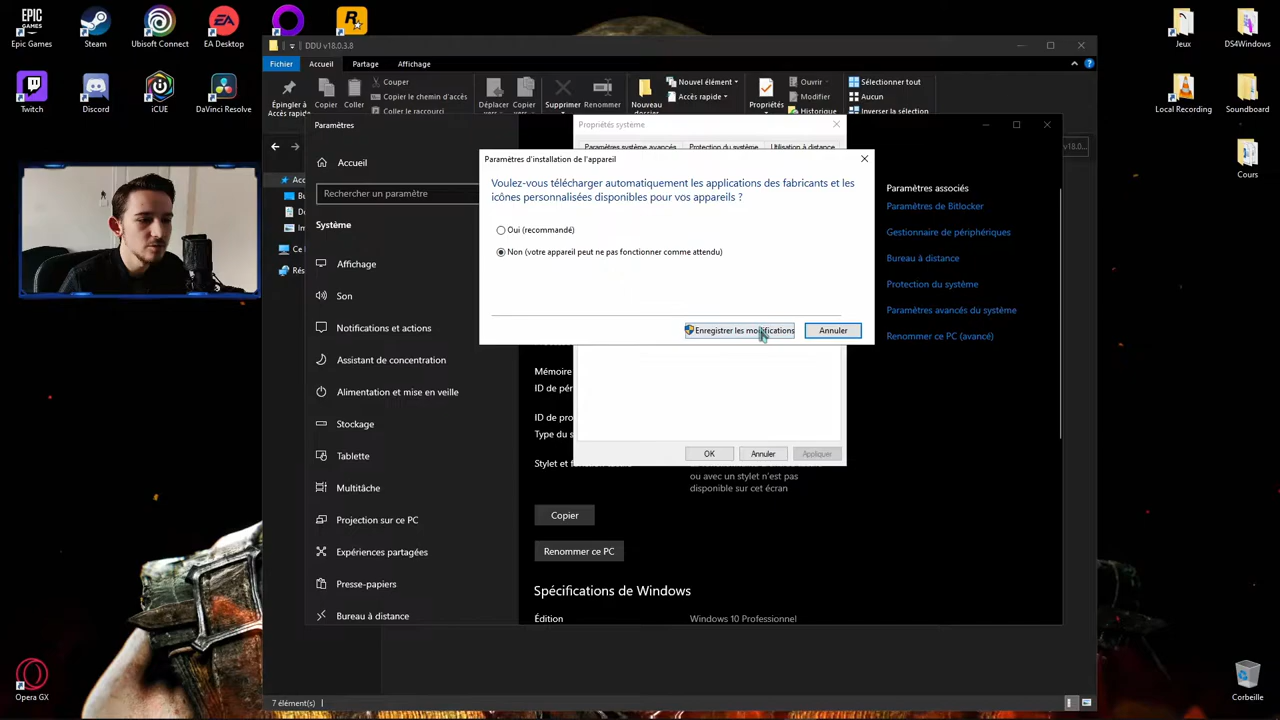 Epic Games
Steam
Ubisoft Connect
EA Desktop
Twitch
Discord
iCUE
DaVinci Resolve
Opera GX
Jeux
DS4Windows
Local Recording
Soundboard
Cours
Corbeille
DDU v18.0.3.8
Fichier
Accueil
Partage
Affichage
Épingler à
Accès rapide
Copier
Coller
Couper
Copier le chemin d'accès
Coller le raccourci
Déplacer
Copier
Supprimer
Renommer
Nouveau
dossier
Nouvel élément
Accès rapide
Propriétés
Ouvrir
Modifier
Historique
Sélectionner tout
Aucun
Inverser la sélection
v18.0...
Paramètres
Accueil
Rechercher un paramètre
Système
Affichage
Son
Notifications et actions
Assistant de concentration
Alimentation et mise en veille
Stockage
Tablette
Multitâche
Projection sur ce PC
Expériences partagées
Presse-papiers
Bureau à distance
Propriétés système
Paramètres système avancés
Protection du système
Utilisation à distance
Paramètres d'installation de l'appareil
Voulez-vous télécharger automatiquement les applications des fabricants et les
icônes personnalisées disponibles pour vos appareils ?
Oui (recommandé)
Non (votre appareil peut ne pas fonctionner comme attendu)
Enregistrer les modifications
Annuler
OK
Annuler
Appliquer
Mémoire
ID de pér
ID de pro
Type du s
ou avec un stylet n'est pas
disponible sur cet écran
Copier
Renommer ce PC
Spécifications de Windows
Édition
Windows 10 Professionnel
Paramètres associés
Paramètres de Bitlocker
Gestionnaire de périphériques
Bureau à distance
Protection du système
Paramètres avancés du système
Renommer ce PC (avancé)
7 élément(s)